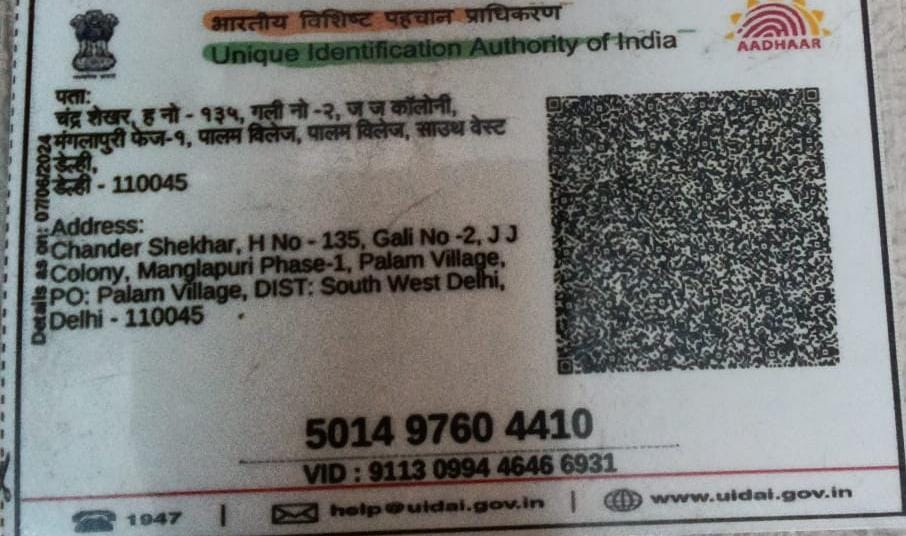 भारतीय विशिष्ट पहचान प्राधिकरण
Unique Identification Authority of India
AADHAAR
पता:
चंद्र शेखर, ह नो - १३५, गली नो -२, ज ज कॉलोनी,
मंगलापुरी फेज-१, पालम विलेज, पालम विलेज, साउथ वेस्ट
डेल्ही,
डेल्ही - 110045
Details as on: 07/06/2024
Address:
Chander Shekhar, H No - 135, Gali No -2, J J
Colony, Manglapuri Phase-1, Palam Village,
PO: Palam Village, DIST: South West Delhi,
Delhi - 110045
5014 9760 4410
VID : 9113 0994 4646 6931
1947 | help@uidai.gov.in | www.uidai.gov.in